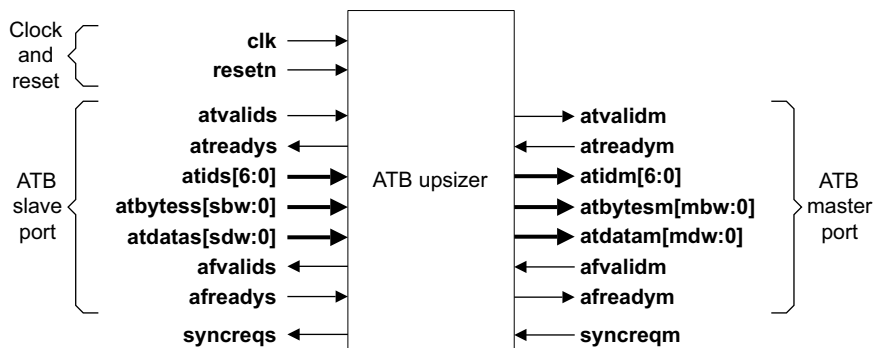 Clock
and
reset
clk
resetn
ATB
slave
port
atvalids
atreadys
atids[6:0]
atbytess[sbw:0]
atdatas[sdw:0]
afvalids
afreadys
syncreqs
ATB upsizer
atvalidm
atreadym
atidm[6:0]
atbytesm[mbw:0]
atdatam[mdw:0]
afvalidm
afreadym
syncreqm
ATB
master
port